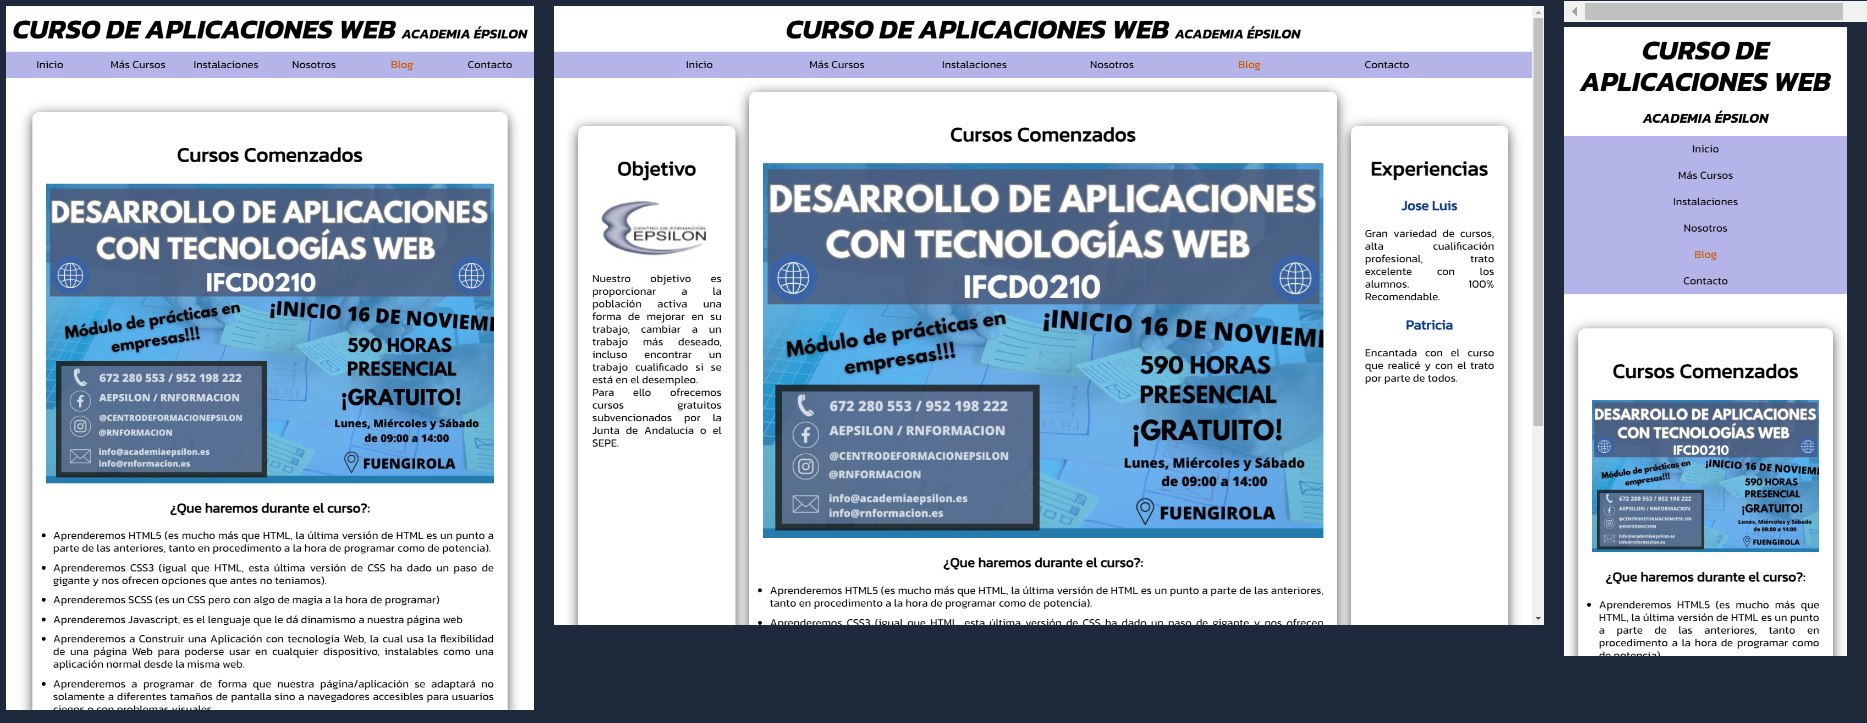 CURSO DE APLICACIONES WEB ACADEMIA ÉPSILON
Inicio Más Cursos Instalaciones Nosotros Blog Contacto
Cursos Comenzados
DESARROLLO DE APLICACIONES
CON TECNOLOGÍAS WEB
IFCD0210
Módulo de prácticas en
empresas!!!
¡INICIO 16 DE NOVIEM
590 HORAS
PRESENCIAL
¡GRATUITO!
Lunes, Miércoles y Sábado
de 09:00 a 14:00
FUENGIROLA
672 280 553 / 952 198 222
AEPSILON / RNFORMACION
@CENTRODEFORMACIONEPSILON
@RNFORMACION
info@academiaepsilon.es
info@rnformacion.es
¿Que haremos durante el curso?:
Aprenderemos HTML5 (es mucho más que HTML, la última versión de HTML es un punto a
parte de las anteriores, tanto en procedimento a la hora de programar como de potencia).
Aprenderemos CSS3 (igual que HTML, esta última versión de CSS ha dado un paso de
gigante y nos ofrecen opciones que antes no teniamos).
Aprenderemos SCSS (es un CSS pero con algo de magia a la hora de programar)
Aprenderemos Javascript, es el lenguaje que le dá dinamismo a nuestra página web
Aprenderemos a Construir una Aplicación con tecnología Web, la cual usa la flexibilidad
de una página Web para poderse usar en cualquier dispositivo, instalables como una
aplicación normal desde la misma web.
Aprenderemos a programar de forma que nuestra página/aplicación se adaptará no
solamente a diferentes tamaños de pantalla sino a navegadores accesibles para usuarios
ciegos o con problemas visuales
CURSO DE APLICACIONES WEB ACADEMIA ÉPSILON
Inicio Más Cursos Instalaciones Nosotros Blog Contacto
Objetivo
CENTRO DE FORMACIÓN
EPSILON
Nuestro objetivo es
proporcionar a la
población activa una
forma de mejorar en su
trabajo, cambiar a un
trabajo más deseado,
incluso encontrar un
trabajo cualificado si se
está en el desempleo.
Para ello ofrecemos
cursos gratuitos
subvencionados por la
Junta de Andalucia o el
SEPE.
Cursos Comenzados
DESARROLLO DE APLICACIONES
CON TECNOLOGÍAS WEB
IFCD0210
Módulo de prácticas en
empresas!!!
¡INICIO 16 DE NOVIEM
590 HORAS
PRESENCIAL
¡GRATUITO!
Lunes, Miércoles y Sábado
de 09:00 a 14:00
FUENGIROLA
672 280 553 / 952 198 222
AEPSILON / RNFORMACION
@CENTRODEFORMACIONEPSILON
@RNFORMACION
info@academiaepsilon.es
info@rnformacion.es
¿Que haremos durante el curso?:
Aprenderemos HTML5 (es mucho más que HTML, la última versión de HTML es un punto a parte de las anteriores,
tanto en procedimento a la hora de programar como de potencia).
Aprenderemos CSS3 (igual que HTML, esta última versión de CSS ha dado un paso de gigante y nos ofrecen
Experiencias
Jose Luis
Gran variedad de cursos,
alta cualificación
profesional, trato
excelente con los
alumnos. 100%
Recomendable.
Patricia
Encantada con el curso
que realicé y con el trato
por parte de todos.
CURSO DE
APLICACIONES WEB
ACADEMIA ÉPSILON
Inicio
Más Cursos
Instalaciones
Nosotros
Blog
Contacto
Cursos Comenzados
DESARROLLO DE APLICACIONES
CON TECNOLOGÍAS WEB
IFCD0210
Módulo de prácticas en
empresas!!!
¡INICIO 16 DE NOVIEM
590 HORAS
PRESENCIAL
¡GRATUITO!
Lunes, Miércoles y Sábado
de 09:00 a 14:00
FUENGIROLA
672 280 553 / 952 198 222
AEPSILON / RNFORMACION
@CENTRODEFORMACIONEPSILON
@RNFORMACION
info@academiaepsilon.es
info@rnformacion.es
¿Que haremos durante el curso?:
Aprenderemos HTML5 (es mucho más que
HTML, la última versión de HTML es un punto
a parte de las anteriores, tanto en
procedimento a la hora de programar como
de potencia)